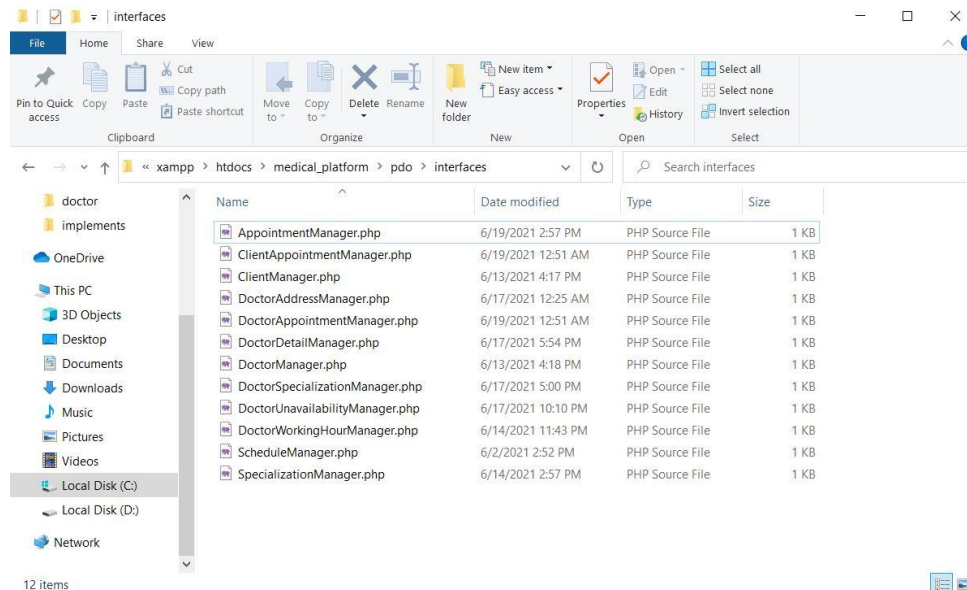 interfaces
File Home Share View
Pin to Quick access
Copy
Paste
Cut
Copy path
Paste shortcut
Clipboard
Move to
Copy to
Delete
Rename
Organize
New folder
New item
Easy access
New
Properties
Open
Edit
History
Open
Select all
Select none
Invert selection
Select
« xampp > htdocs > medical_platform > pdo > interfaces
Search interfaces
doctor
implements
OneDrive
This PC
3D Objects
Desktop
Documents
Downloads
Music
Pictures
Videos
Local Disk (C:)
Local Disk (D:)
Network
Name Date modified Type Size
AppointmentManager.php 6/19/2021 2:57 PM PHP Source File 1 KB
ClientAppointmentManager.php 6/19/2021 12:51 AM PHP Source File 1 KB
ClientManager.php 6/13/2021 4:17 PM PHP Source File 1 KB
DoctorAddressManager.php 6/17/2021 12:25 AM PHP Source File 1 KB
DoctorAppointmentManager.php 6/19/2021 12:51 AM PHP Source File 1 KB
DoctorDetailManager.php 6/17/2021 5:54 PM PHP Source File 1 KB
DoctorManager.php 6/13/2021 4:18 PM PHP Source File 1 KB
DoctorSpecializationManager.php 6/17/2021 5:00 PM PHP Source File 1 KB
DoctorUnavailabilityManager.php 6/17/2021 10:10 PM PHP Source File 1 KB
DoctorWorkingHourManager.php 6/14/2021 11:43 PM PHP Source File 1 KB
ScheduleManager.php 6/2/2021 2:52 PM PHP Source File 1 KB
SpecializationManager.php 6/14/2021 2:57 PM PHP Source File 1 KB
12 items